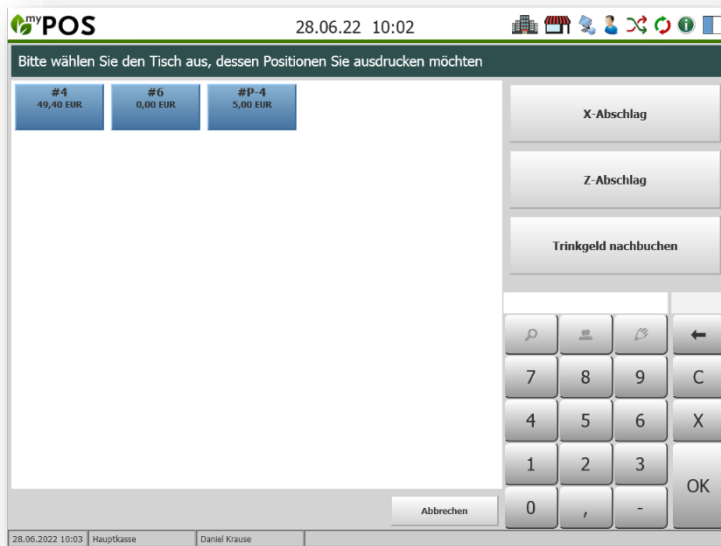 myPOS
28.06.22 10:02
Bitte wählen Sie den Tisch aus, dessen Positionen Sie ausdrucken möchten
#4
49,40 EUR
#6
0,00 EUR
#P-4
5,00 EUR
X-Abschlag
Z-Abschlag
Trinkgeld nachbuchen
7 8 9 C
4 5 6 X
1 2 3
OK
0 , -
Abbrechen
28.06.2022 10:03 Hauptkasse Daniel Krause